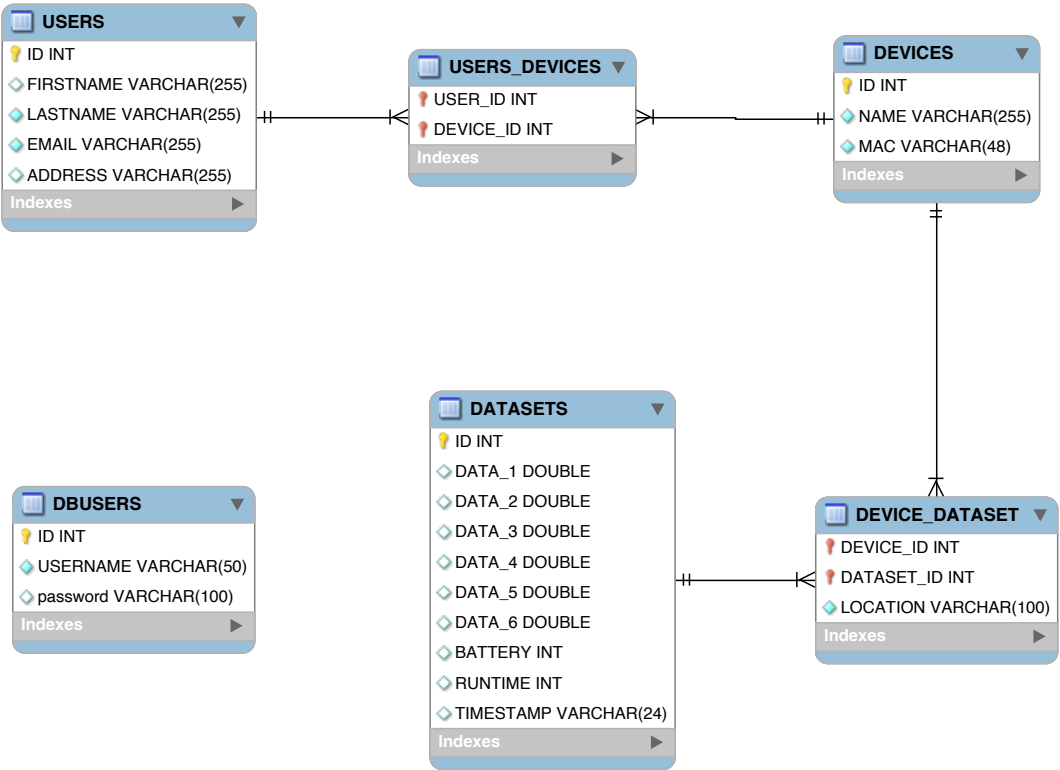 USERS
ID INT
FIRSTNAME VARCHAR(255)
LASTNAME VARCHAR(255)
EMAIL VARCHAR(255)
ADDRESS VARCHAR(255)
Indexes
USERS_DEVICES
USER_ID INT
DEVICE_ID INT
Indexes
DEVICES
ID INT
NAME VARCHAR(255)
MAC VARCHAR(48)
Indexes
DBUSERS
ID INT
USERNAME VARCHAR(50)
password VARCHAR(100)
Indexes
DATASETS
ID INT
DATA_1 DOUBLE
DATA_2 DOUBLE
DATA_3 DOUBLE
DATA_4 DOUBLE
DATA_5 DOUBLE
DATA_6 DOUBLE
BATTERY INT
RUNTIME INT
TIMESTAMP VARCHAR(24)
Indexes
DEVICE_DATASET
DEVICE_ID INT
DATASET_ID INT
LOCATION VARCHAR(100)
Indexes